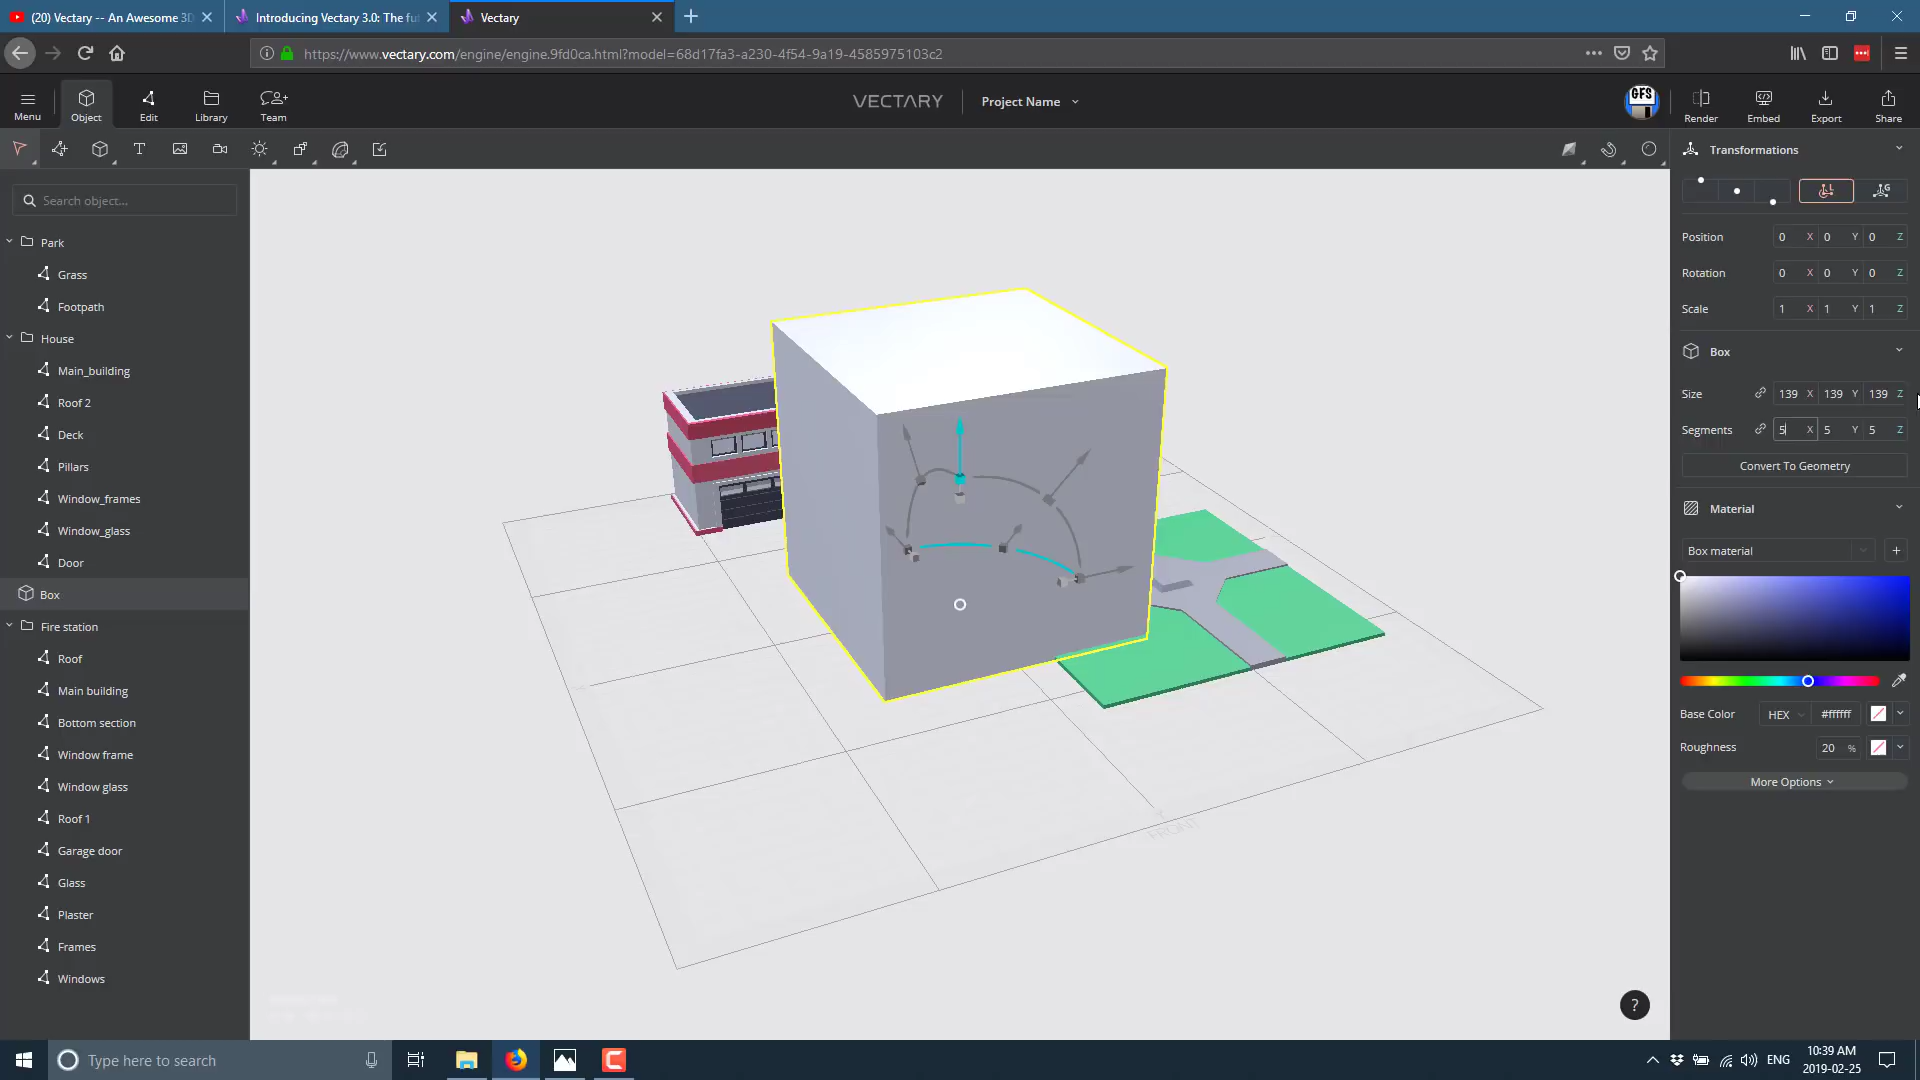 (20) Vectary -- An Awesome 3D
Introducing Vectary 3.0: The fu
Vectary
https://www.vectary.com/engine/engine.9fd0ca.html?model=68d17fa3-a230-4f54-9a19-4585975103c2
Menu
Object
Edit
Library
Team
VECTARY
Project Name
GFS
Render
Embed
Export
Share
Transformations
Search object...
L
G
Park
Position 0 X 0 Y 0 Z
Grass
Rotation 0 X 0 Y 0 Z
Footpath
Scale 1 X 1 Y 1 Z
House
Box
Main_building
Size 139 X 139 Y 139 Z
Roof 2
Segments 5 X 5 Y 5 Z
Deck
Convert To Geometry
Pillars
Window_frames
Material
Window_glass
Box material
Door
Box
Fire station
Roof
Main building
Bottom section
Base Color HEX #ffffff
Window frame
Roughness 20 %
Window glass
More Options
Roof 1
FRONT
Garage door
Glass
Plaster
Frames
Windows
?
Type here to search
ENG
10:39 AM
2019-02-25